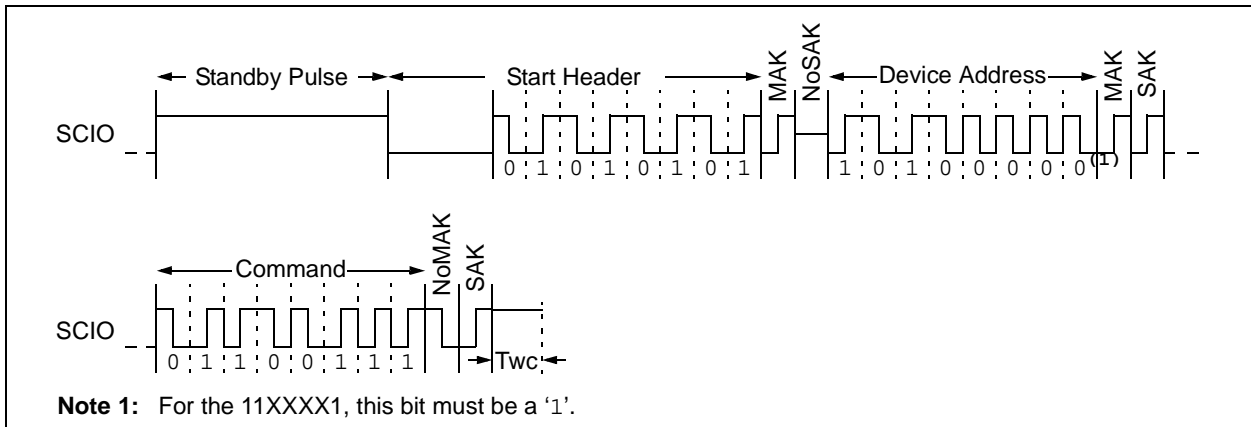 Standby Pulse Start Header MAK NoSAK Device Address MAK SAK
SCIO
0 1 0 1 0 1 0 1 1 0 1 0 0 0 0 0(1)
Command NoMAK SAK
SCIO
0 1 1 0 0 1 1 1 Twc
Note 1: For the 11XXXX1, this bit must be a ‘1’.